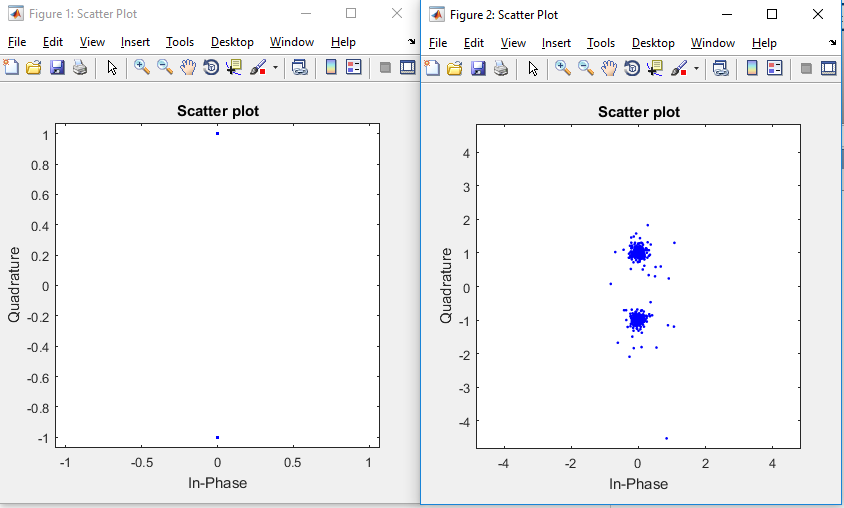 Figure 1: Scatter Plot
File Edit View Insert Tools Desktop Window Help
Scatter plot
1
0.8
0.6
0.4
0.2
0
-0.2
-0.4
-0.6
-0.8
-1
Quadrature
-1 -0.5 0 0.5 1
In-Phase
Figure 2: Scatter Plot
File Edit View Insert Tools Desktop Window Help
Scatter plot
4
3
2
1
0
-1
-2
-3
-4
Quadrature
-4 -2 0 2 4
In-Phase